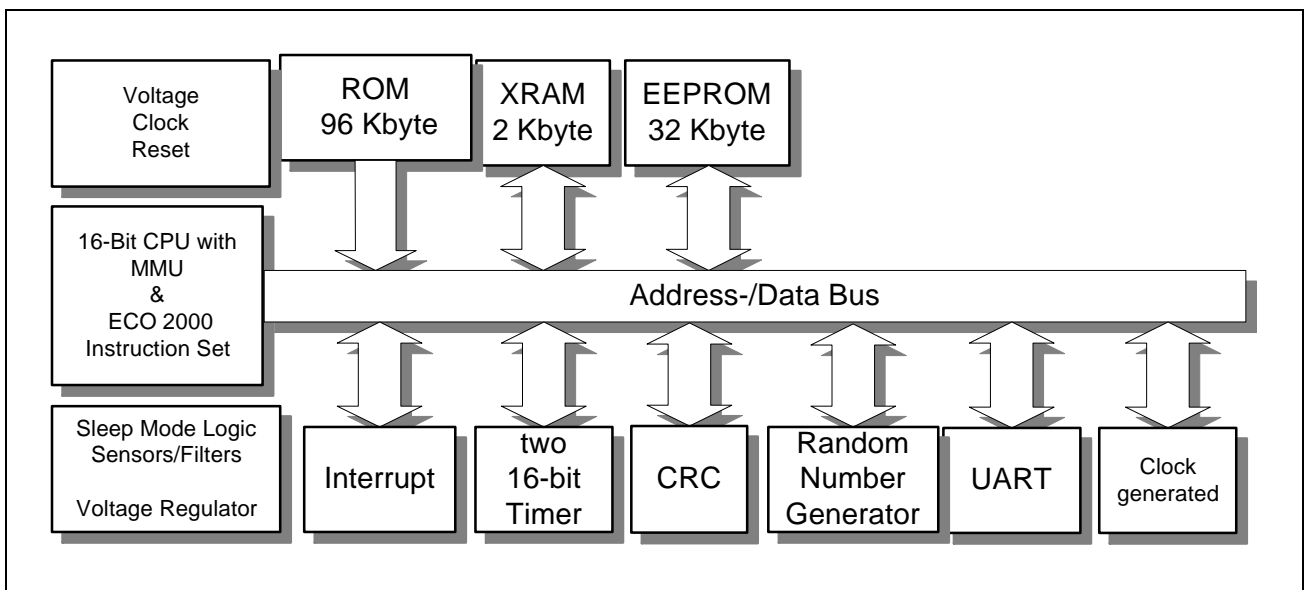 Voltage
Clock
Reset
ROM
96 Kbyte
XRAM
2 Kbyte
EEPROM
32 Kbyte
16-Bit CPU with
MMU
&
ECO 2000
Instruction Set
Address-/Data Bus
Sleep Mode Logic
Sensors/Filters
Voltage Regulator
Interrupt
two
16-bit
Timer
CRC
Random
Number
Generator
UART
Clock
generated